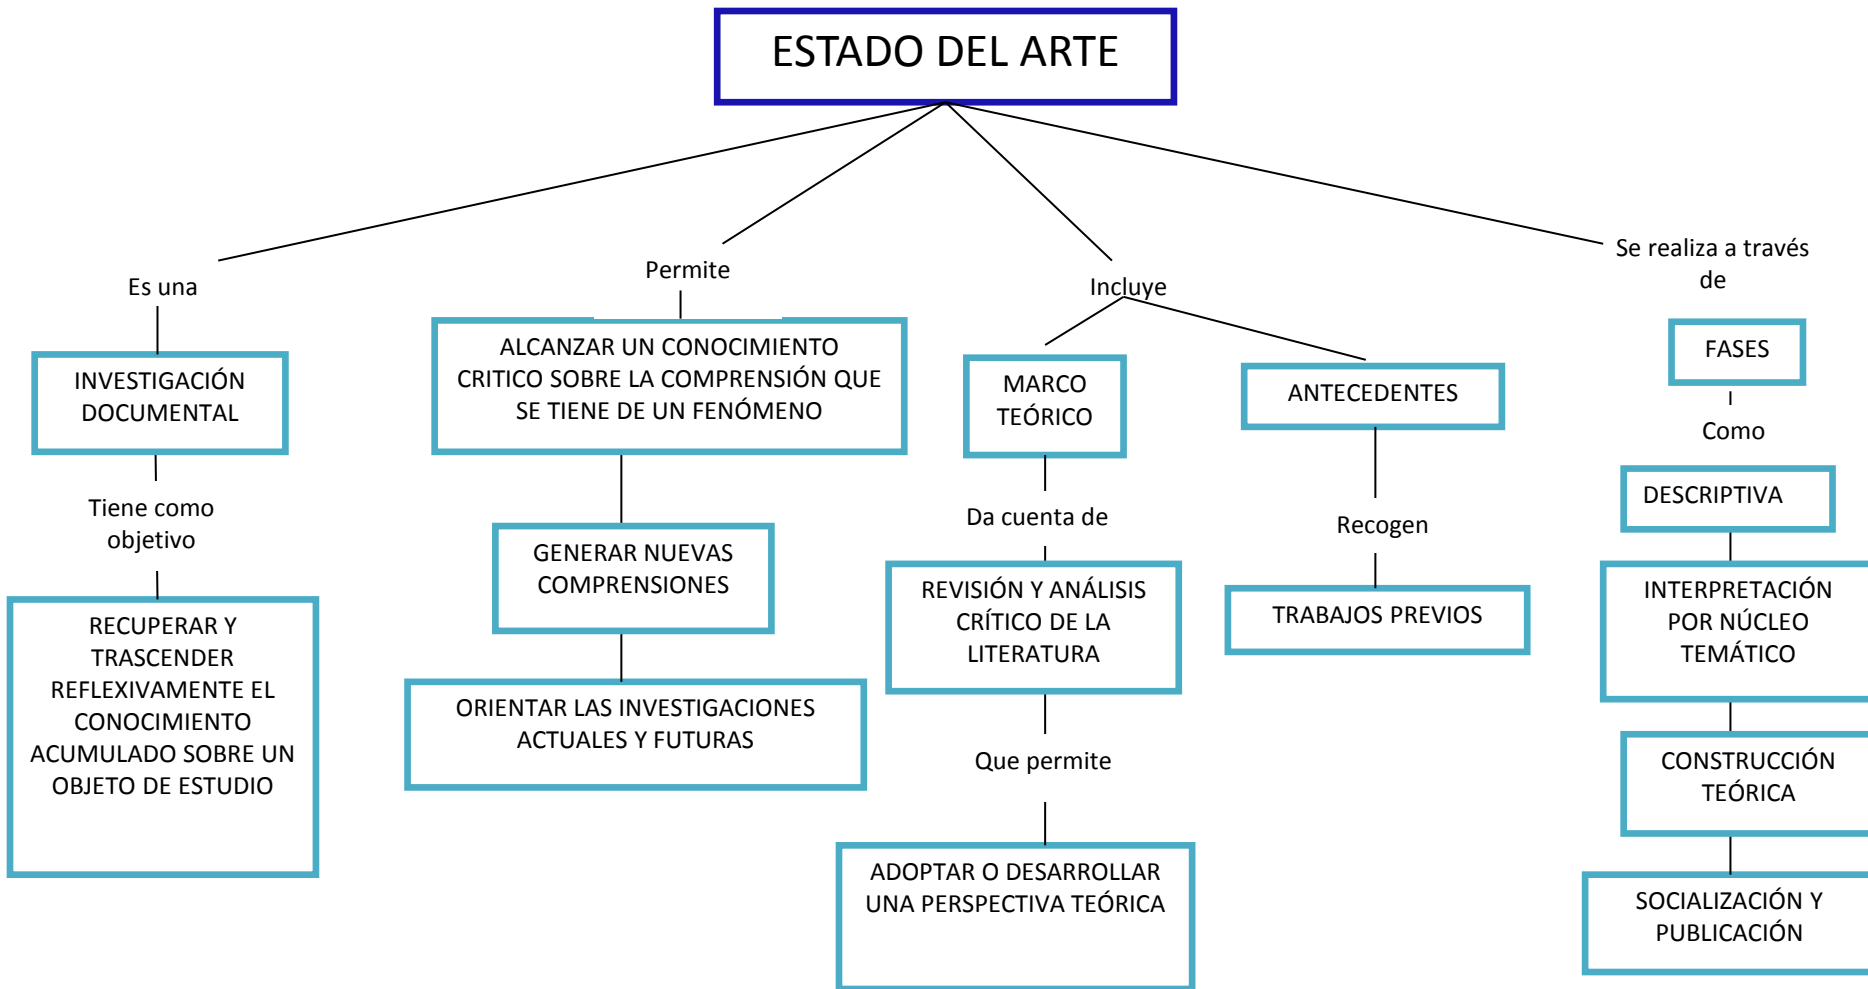 ESTADO DEL ARTE
Es una
INVESTIGACIÓN
DOCUMENTAL
Tiene como
objetivo
RECUPERAR Y
TRASCENDER
REFLEXIVAMENTE EL
CONOCIMIENTO
ACUMULADO SOBRE UN
OBJETO DE ESTUDIO
Permite
ALCANZAR UN CONOCIMIENTO
CRITICO SOBRE LA COMPRENSIÓN QUE
SE TIENE DE UN FENÓMENO
GENERAR NUEVAS
COMPRENSIONES
ORIENTAR LAS INVESTIGACIONES
ACTUALES Y FUTURAS
Incluye
MARCO
TEÓRICO
Da cuenta de
REVISIÓN Y ANÁLISIS
CRÍTICO DE LA
LITERATURA
Que permite
ADOPTAR O DESARROLLAR
UNA PERSPECTIVA TEÓRICA
ANTECEDENTES
Recogen
TRABAJOS PREVIOS
Se realiza a través
de
FASES
Como
DESCRIPTIVA
INTERPRETACIÓN
POR NÚCLEO
TEMÁTICO
CONSTRUCCIÓN
TEÓRICA
SOCIALIZACIÓN Y
PUBLICACIÓN